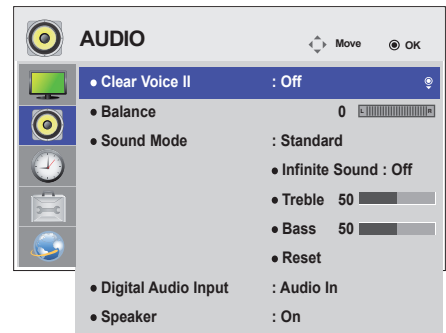 AUDIO
Move OK
• Clear Voice II : Off
• Balance 0 L R
• Sound Mode : Standard
• Infinite Sound : Off
• Treble 50
• Bass 50
• Reset
• Digital Audio Input : Audio In
• Speaker : On